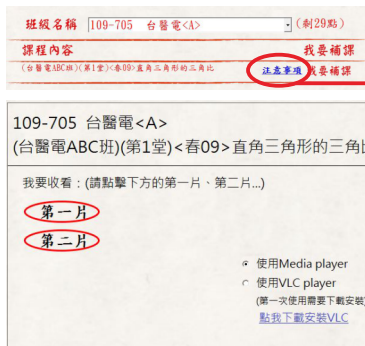 班級名稱 109-705 台醫電<A> (剩29點)
課程內容 我要補課
(台醫電ABC班)(第1堂)<春09>直角三角形的三角比 注意事項 我要補課
109-705 台醫電<A>
(台醫電ABC班)(第1堂)<春09>直角三角形的三角
我要收看：(請點擊下方的第一片、第二片...)
第一片
第二片
使用Media player
使用VLC player
(第一次使用需要下載安裝)
點我下載安裝VLC